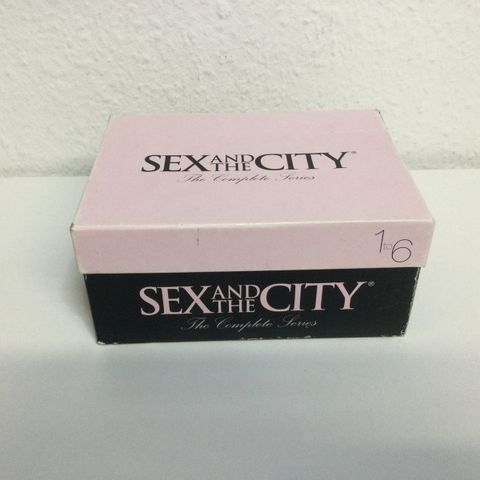 SEX AND THE CITY®
The Complete Series
1 to 6
SEX AND THE CITY®
The Complete Series